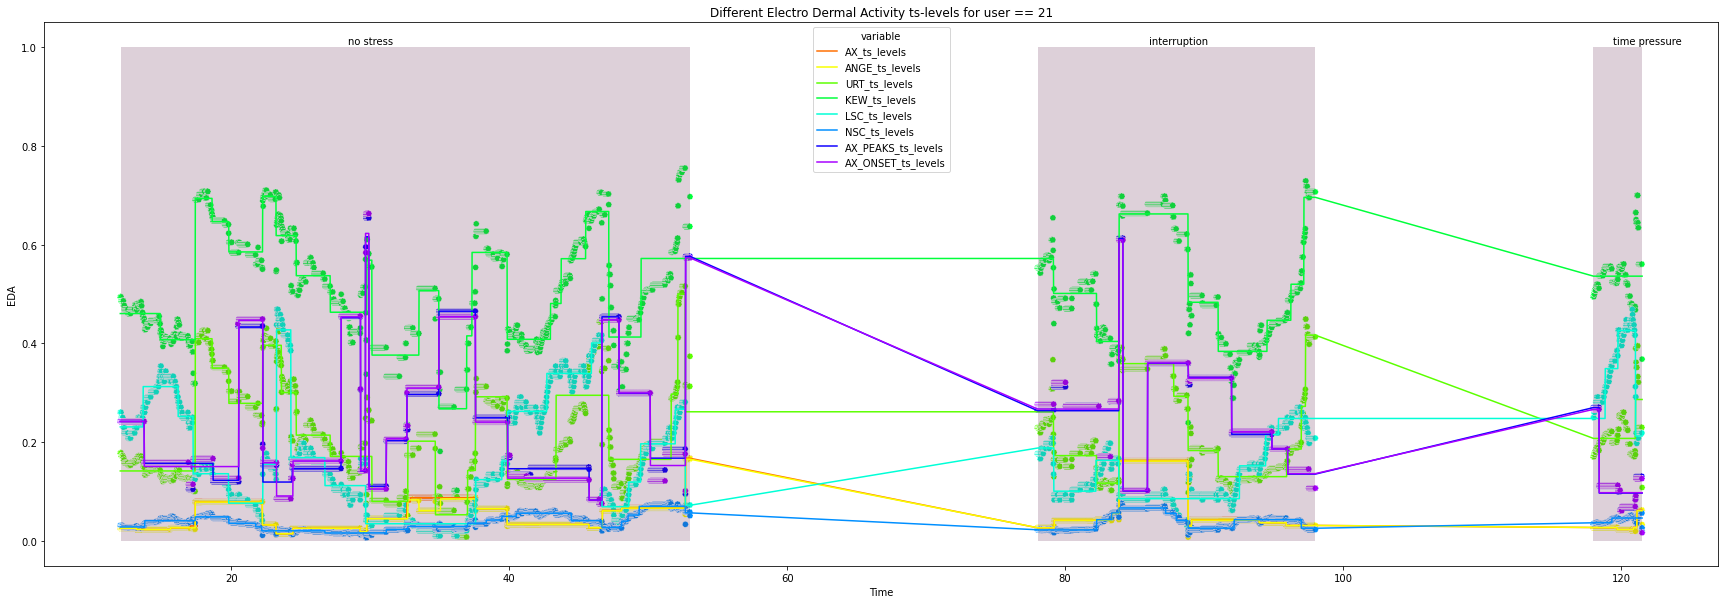 Different Electro Dermal Activity ts-levels for user == 21
no stress
interruption
time pressure
variable
AX_ts_levels
ANGE_ts_levels
URT_ts_levels
KEW_ts_levels
LSC_ts_levels
NSC_ts_levels
AX_PEAKS_ts_levels
AX_ONSET_ts_levels
EDA
1.0
0.8
0.6
0.4
0.2
0.0
20 40 60 80 100 120
Time